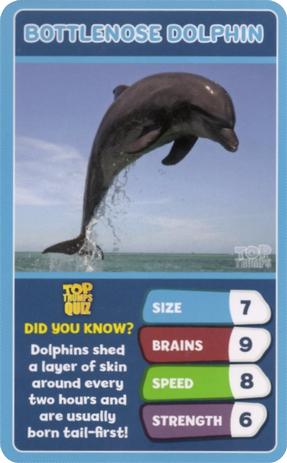 BOTTLENOSE DOLPHIN
TOP
TRUMPS
TOP
TRUMPS
QUIZ
DID YOU KNOW?
Dolphins shed
a layer of skin
around every
two hours and
are usually
born tail-first!
SIZE 7
BRAINS 9
SPEED 8
STRENGTH 6